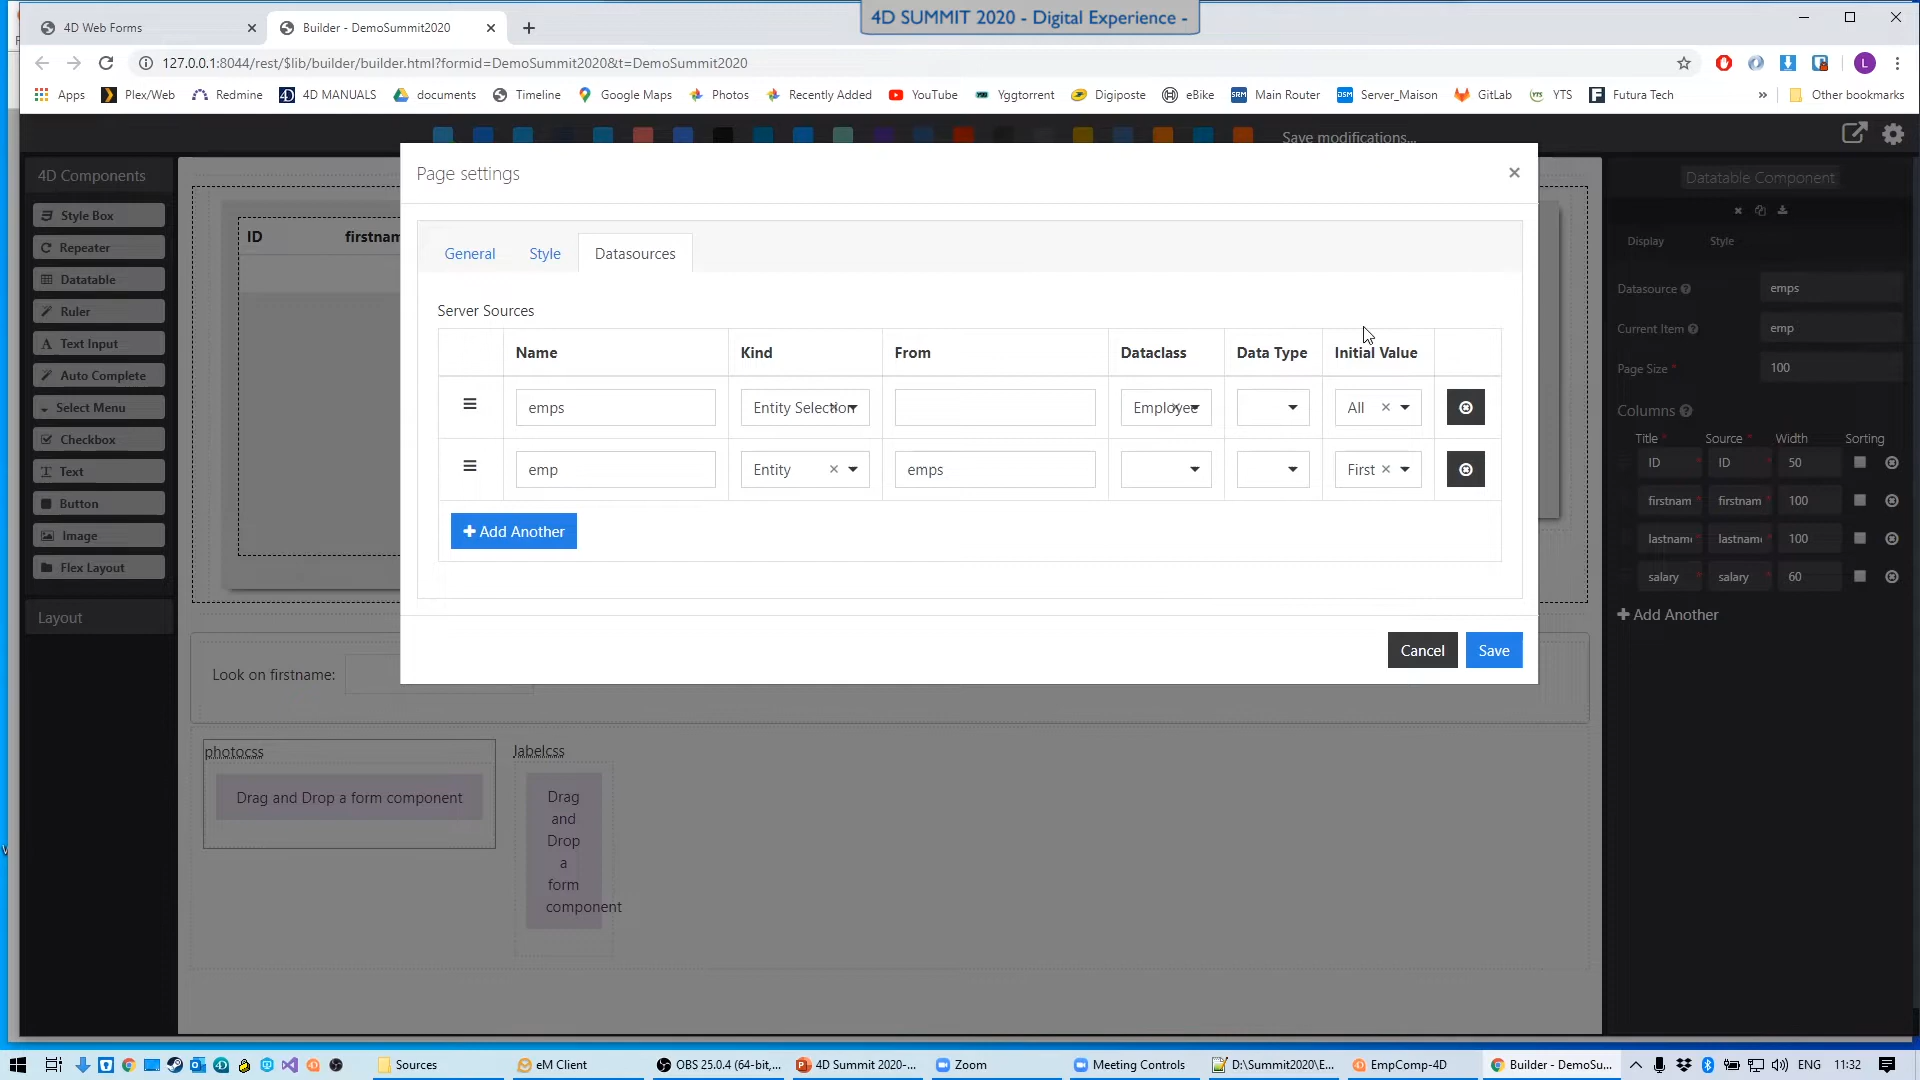 4D SUMMIT 2020 - Digital Experience -
4D Web Forms
Builder - DemoSummit2020
127.0.0.1:8044/rest/$lib/builder/builder.html?formid=DemoSummit2020&t=DemoSummit2020
L
Apps
Plex/Web
Redmine
4D MANUALS
documents
Timeline
Google Maps
Photos
Recently Added
YouTube
Yggtorrent
Digiposte
eBike
Main Router
Server_Maison
GitLab
YTS
Futura Tech
Other bookmarks
Save modifications...
4D Components
Style Box
Repeater
Datatable
Ruler
Text Input
Auto Complete
Select Menu
Checkbox
Text
Button
Image
Flex Layout
Layout
ID
firstnam
Look on firstname:
photocss
Drag and Drop a form component
labelcss
Drag
and
Drop
a
form
component
Page settings
General
Style
Datasources
Server Sources
Name Kind From Dataclass Data Type Initial Value
emps Entity Selection Employee All
emp Entity emps First
Add Another
Cancel
Save
Datatable Component
Display
Style
Datasource
emps
Current Item
emp
Page Size *
100
Columns
Title * Source * Width Sorting
ID ID 50
firstnam firstnam 100
lastname lastname 100
salary salary 60
Add Another
Sources
eM Client
OBS 25.0.4 (64-bit,...
4D Summit 2020-...
Zoom
Meeting Controls
D:\Summit2020\E...
EmpComp-4D
Builder - DemoSu...
ENG
11:32